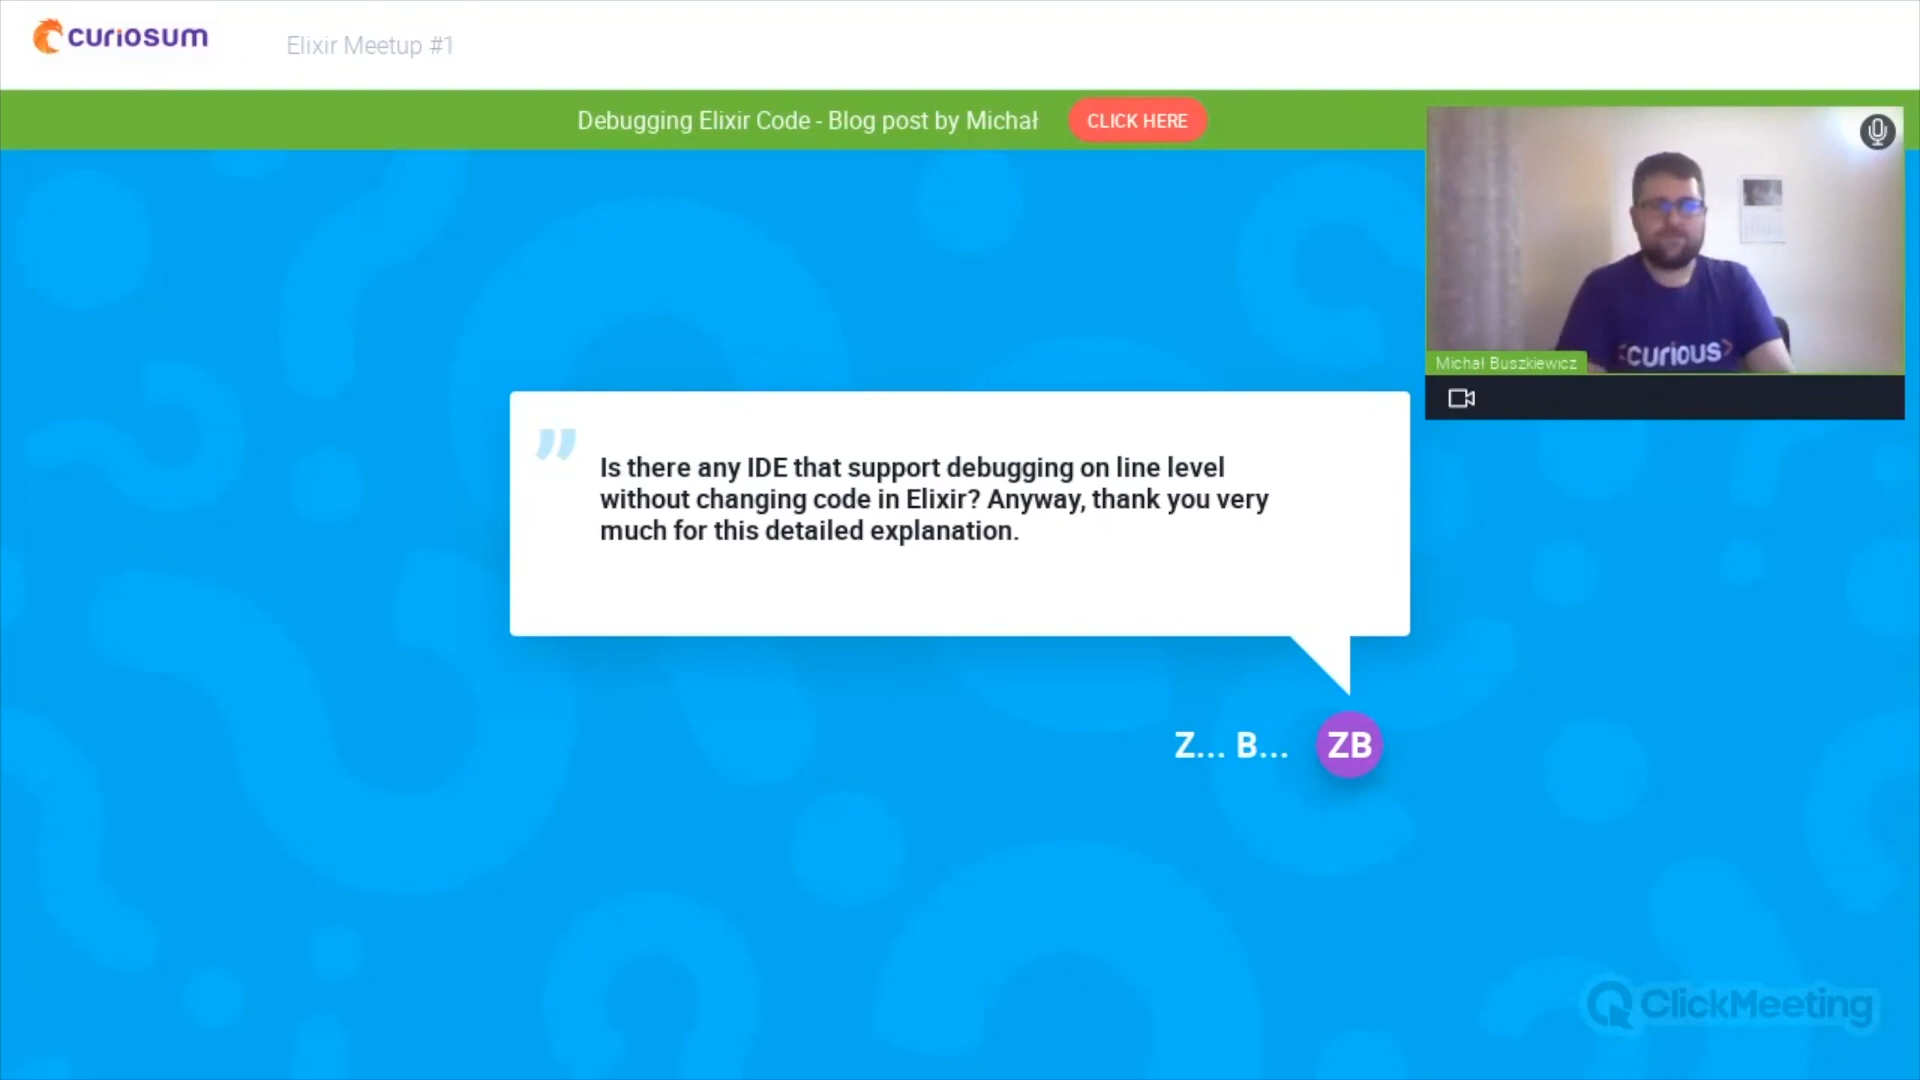 curiosum
Elixir Meetup #1
Debugging Elixir Code - Blog post by Michał
CLICK HERE
<curious>
Michał Buszkiewicz
Is there any IDE that support debugging on line level
without changing code in Elixir? Anyway, thank you very
much for this detailed explanation.
Z... B...
ZB
ClickMeeting